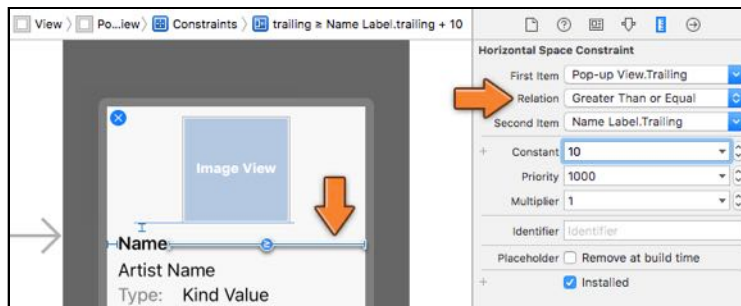 View
Po...iew
Constraints
trailing ≥ Name Label.trailing + 10
Horizontal Space Constraint
First Item Pop-up View.Trailing
Relation Greater Than or Equal
Second Item Name Label.Trailing
+ Constant 10
Priority 1000
Multiplier 1
Identifier Identifier
Placeholder Remove at build time
+ Installed
Image View
Name
≥
Artist Name
Type: Kind Value